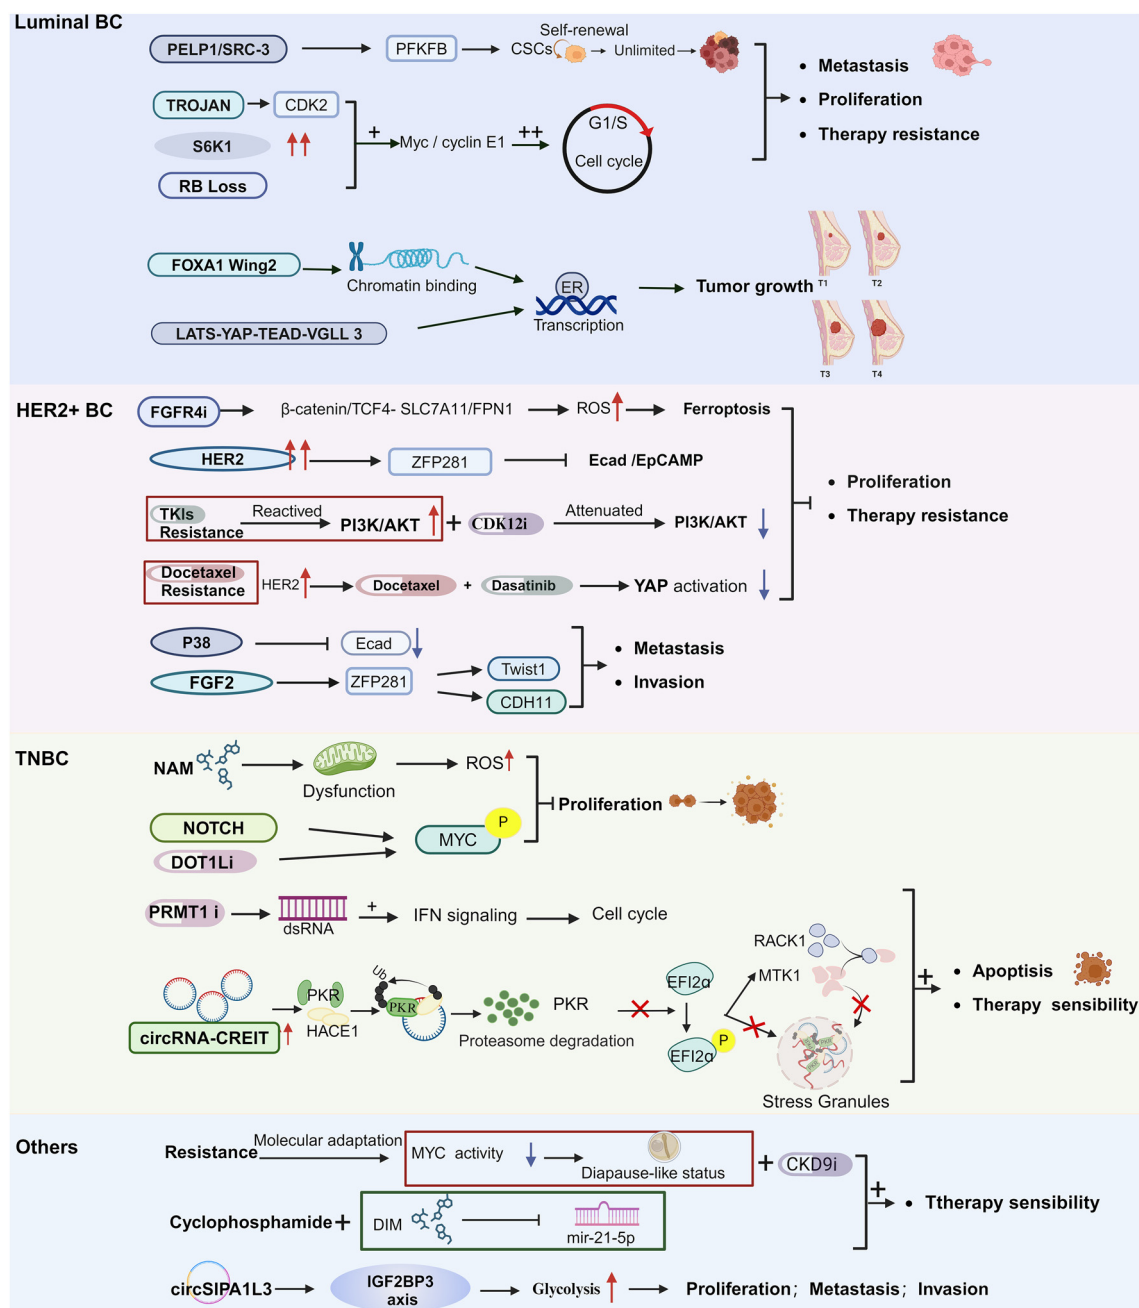 Luminal BC
PELP1/SRC-3
PFKFB
Self-renewal
CSCs
Unlimited
Metastasis
Proliferation
Therapy resistance
TROJAN
CDK2
S6K1
RB Loss
+
Myc / cyclin E1
++
G1/S
Cell cycle
FOXA1 Wing2
Chromatin binding
LATS-YAP-TEAD-VGLL 3
ER
Transcription
Tumor growth
T1
T2
T3
T4
HER2+ BC
FGFR4i
β-catenin/TCF4- SLC7A11/FPN1
ROS
Ferroptosis
HER2
ZFP281
Ecad /EpCAMP
TKIs
Resistance
Reactived
PI3K/AKT
+
CDK12i
Attenuated
PI3K/AKT
Proliferation
Therapy resistance
Docetaxel
Resistance
HER2
Docetaxel
+
Dasatinib
YAP activation
P38
Ecad
FGF2
ZFP281
Twist1
CDH11
Metastasis
Invasion
TNBC
NAM
Dysfunction
ROS
NOTCH
DOT1Li
MYC
P
Proliferation
PRMT1 i
dsRNA
+
IFN signaling
Cell cycle
circRNA-CREIT
PKR
HACE1
Ub
PKR
PKR
Proteasome degradation
EFI2α
EFI2α
P
RACK1
MTK1
Stress Granules
+
Apoptisis
Therapy sensibility
Others
Resistance
Molecular adaptation
MYC activity
Diapause-like status
+
CKD9i
Cyclophosphamide
+
DIM
mir-21-5p
+
Ttherapy sensibility
circSIPA1L3
IGF2BP3
axis
Glycolysis
Proliferation; Metastasis; Invasion